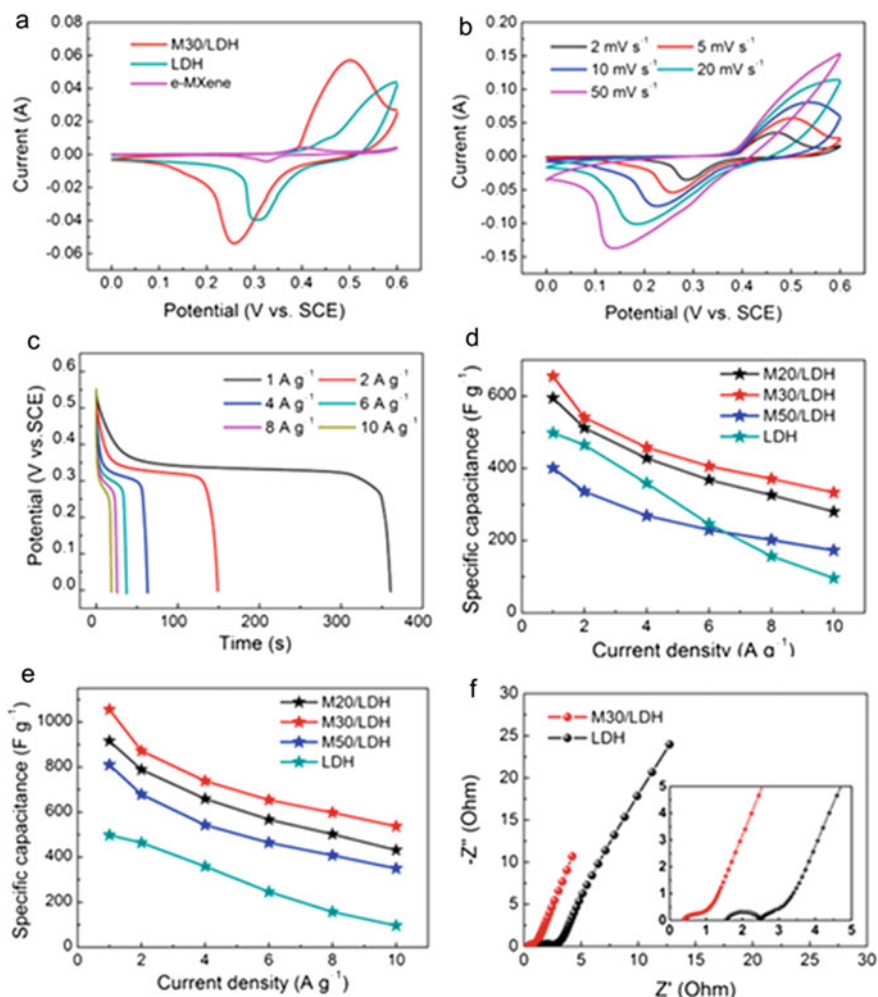 a
0.08
0.06
0.04
0.02
0.00
-0.02
-0.04
-0.06
Current (A)
M30/LDH
LDH
e-MXene
0.0 0.1 0.2 0.3 0.4 0.5 0.6
Potential (V vs. SCE)
b
0.25
0.20
0.15
0.10
0.05
0.00
-0.05
-0.10
-0.15
Current (A)
2 mV s⁻¹ 5 mV s⁻¹
10 mV s⁻¹ 20 mV s⁻¹
50 mV s⁻¹
0.0 0.1 0.2 0.3 0.4 0.5 0.6
Potential (V vs. SCE)
c
0.6
0.5
0.4
0.3
0.2
0.1
0.0
Potential (V vs.SCE)
1 A g⁻¹ 2 A g⁻¹
4 A g⁻¹ 6 A g⁻¹
8 A g⁻¹ 10 A g⁻¹
0 100 200 300 400
Time (s)
d
600
400
200
0
Specific capacitance (F g⁻¹)
M20/LDH
M30/LDH
M50/LDH
LDH
0 2 4 6 8 10
Current density (A g⁻¹)
e
1000
800
600
400
200
0
Specific capacitance (F g⁻¹)
M20/LDH
M30/LDH
M50/LDH
LDH
0 2 4 6 8 10
Current density (A g⁻¹)
f
30
25
20
15
10
5
0
-Z'' (Ohm)
M30/LDH
LDH
5
4
3
2
1
0
0 1 2 3 4 5
0 5 10 15 20 25 30
Z' (Ohm)